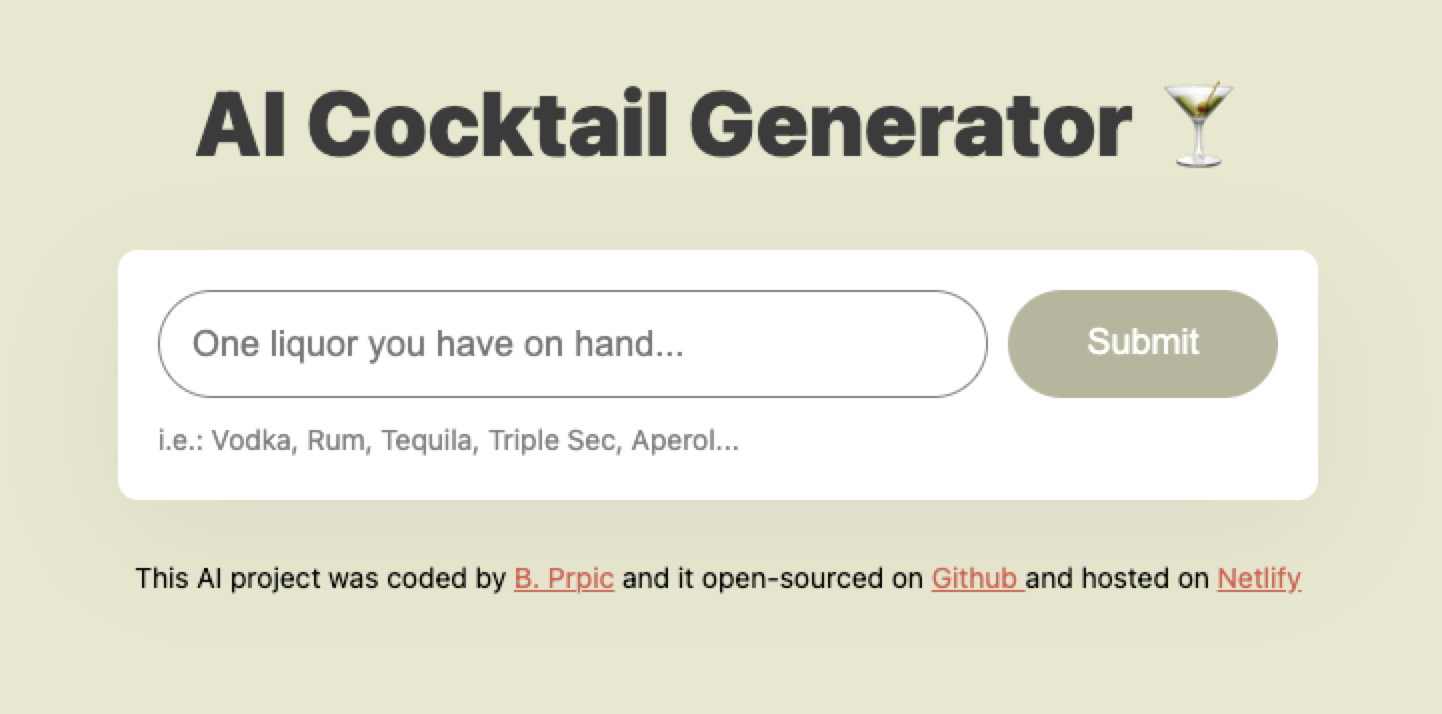 AI Cocktail Generator 🍸
One liquor you have on hand...
Submit
i.e.: Vodka, Rum, Tequila, Triple Sec, Aperol...
This AI project was coded by B. Prpic and it open-sourced on Github and hosted on Netlify